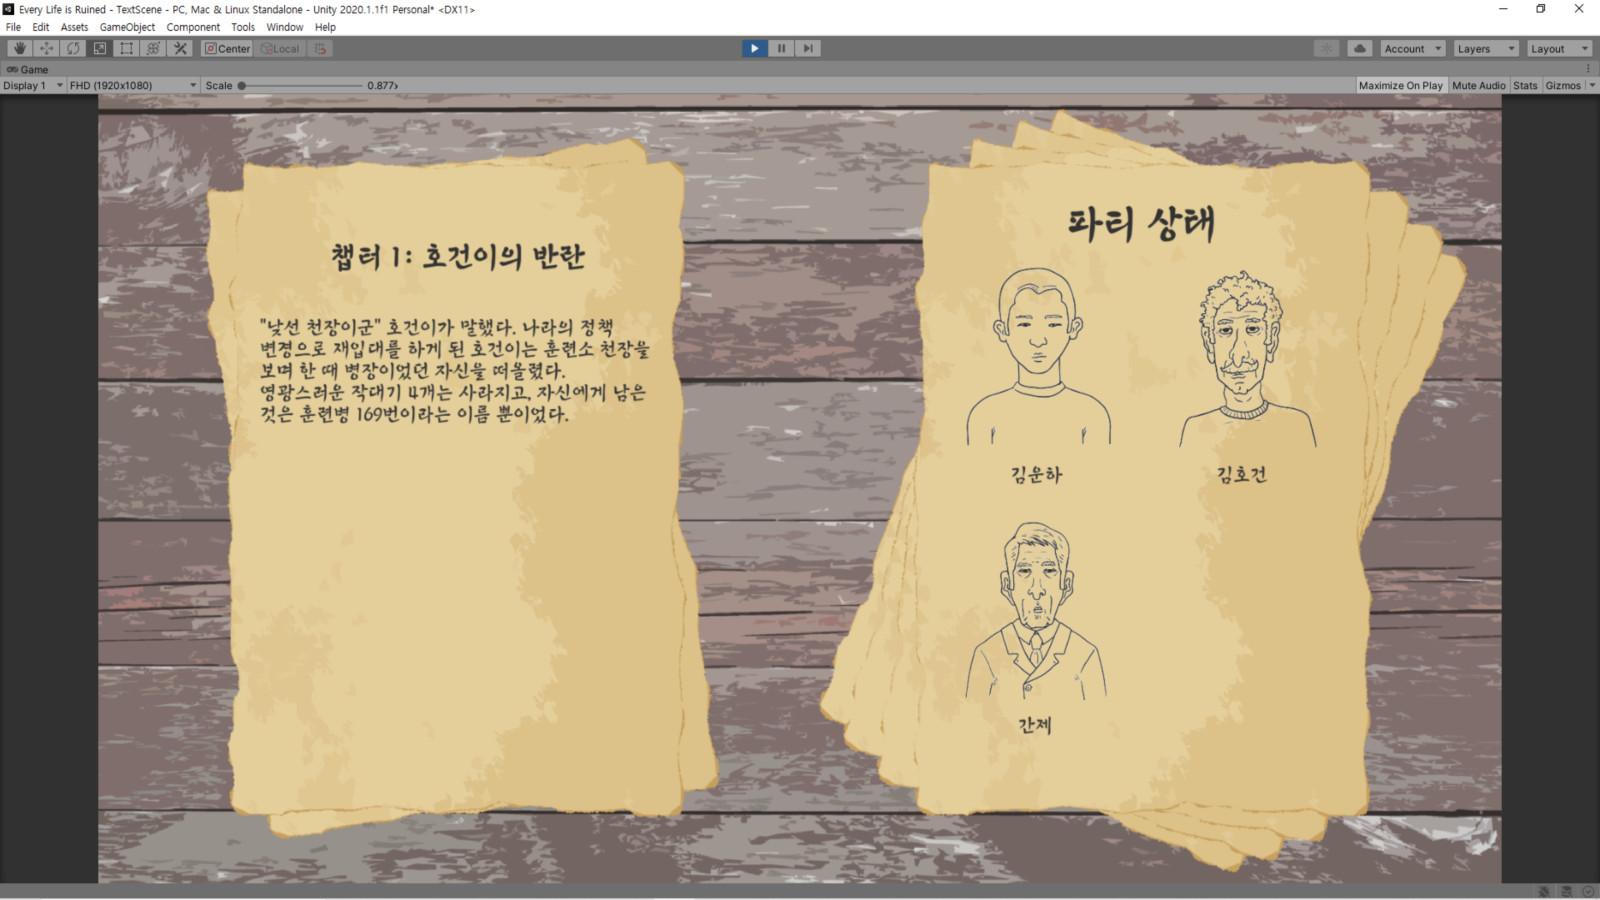 Every Life is Ruined - TextScene - PC, Mac & Linux Standalone - Unity 2020.1.1f1 Personal* <DX11>
File Edit Assets GameObject Component Tools Window Help
Center Local Account Layers Layout
Game
Display 1 FHD (1920x1080) Scale 0.877x Maximize On Play Mute Audio Stats Gizmos
챕터 1: 호건이의 반란
"낯선 천장이군" 호건이가 말했다. 나라의 정책
변경으로 재입대를 하게 된 호건이는 훈련소 천장을
보며 한 때 병장이었던 자신을 떠올렸다.
영광스러운 작대기 4개는 사라지고, 자신에게 남은
것은 훈련병 169번이라는 이름 뿐이었다.
파티 상태
김운하 김호건
간제